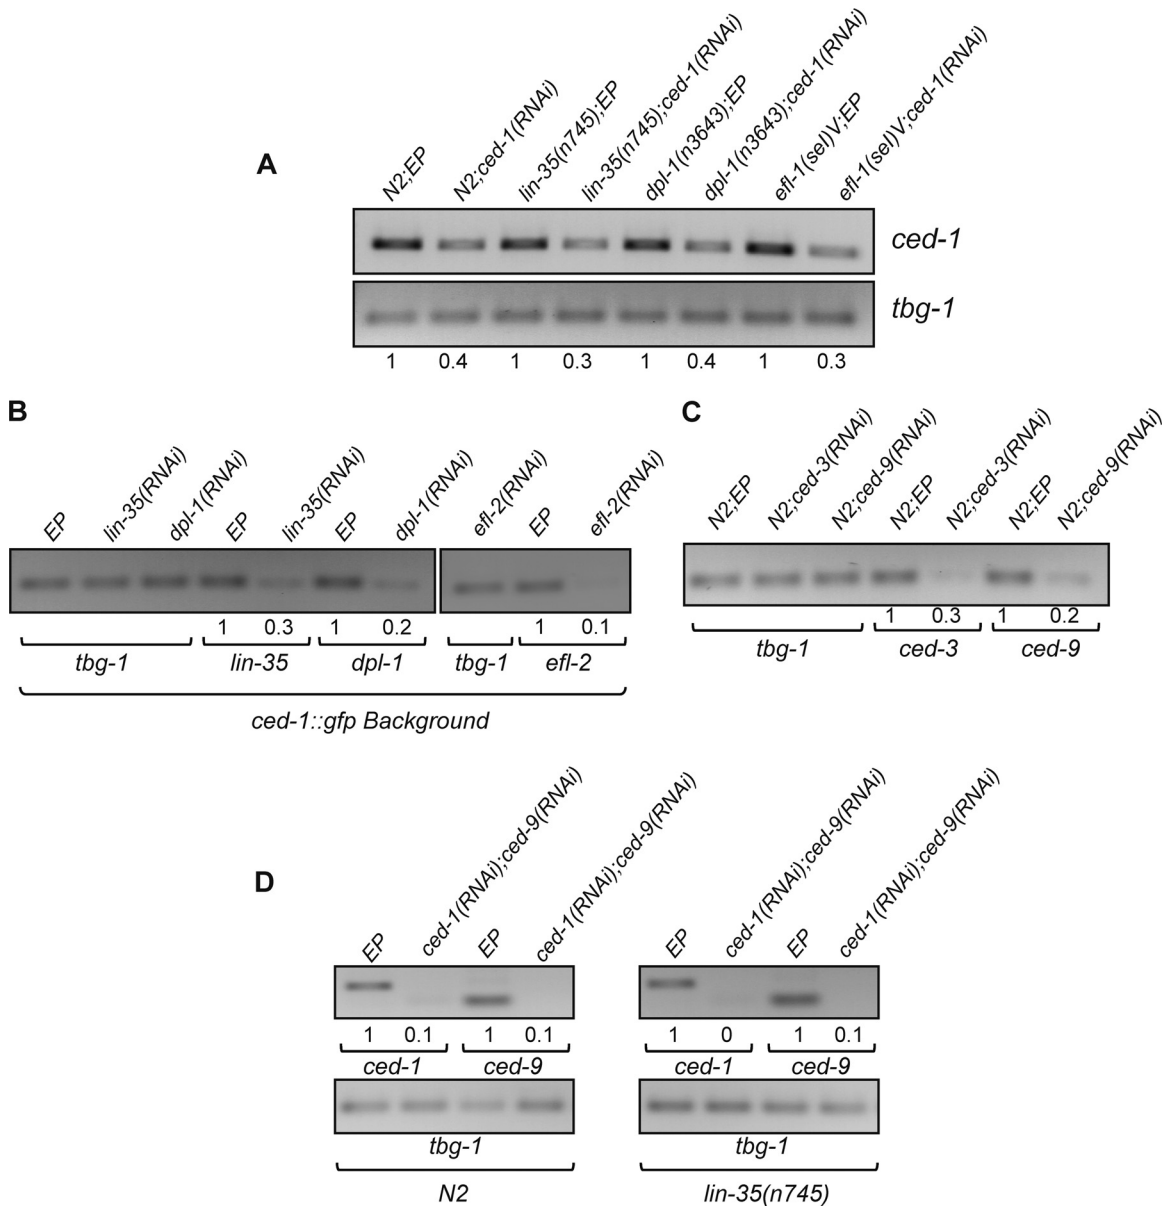 A
N2;EP
N2;ced-1(RNAi)
lin-35(n745);EP
lin-35(n745);ced-1(RNAi)
dpl-1(n3643);EP
dpl-1(n3643);ced-1(RNAi)
efl-1(se1)V;EP
efl-1(se1)V;ced-1(RNAi)
ced-1
tbg-1
1 0.4 1 0.3 1 0.4 1 0.3
B
EP
lin-35(RNAi)
dpl-1(RNAi)
EP
lin-35(RNAi)
EP
dpl-1(RNAi)
efl-2(RNAi)
EP
efl-2(RNAi)
1 0.3 1 0.2 1 0.1
tbg-1 lin-35 dpl-1 tbg-1 efl-2
ced-1::gfp Background
C
N2;EP
N2;ced-3(RNAi)
N2;ced-9(RNAi)
N2;EP
N2;ced-3(RNAi)
N2;EP
N2;ced-9(RNAi)
1 0.3 1 0.2
tbg-1 ced-3 ced-9
D
EP
ced-1(RNAi);ced-9(RNAi)
EP
ced-1(RNAi);ced-9(RNAi)
1 0.1 1 0.1
ced-1 ced-9
tbg-1
N2
EP
ced-1(RNAi);ced-9(RNAi)
EP
ced-1(RNAi);ced-9(RNAi)
1 0 1 0.1
ced-1 ced-9
tbg-1
lin-35(n745)